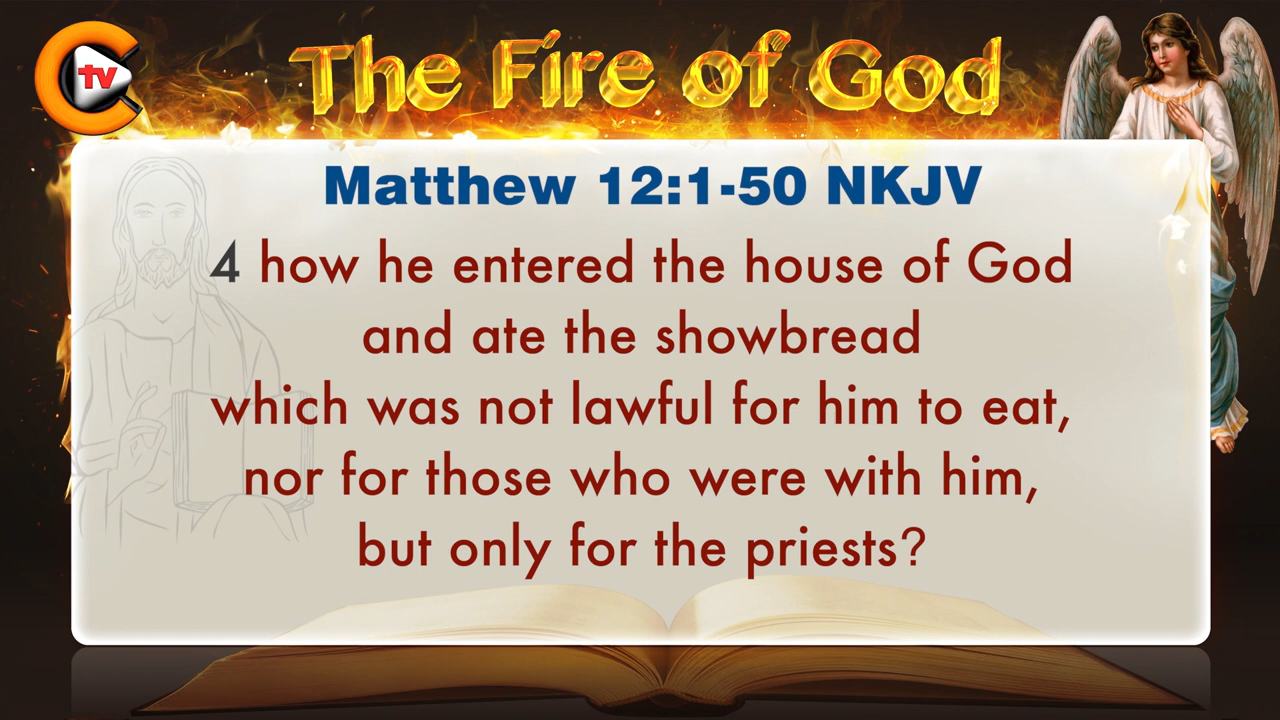 tv
The Fire of God
Matthew 12:1-50 NKJV
4 how he entered the house of God
and ate the showbread
which was not lawful for him to eat,
nor for those who were with him,
but only for the priests?